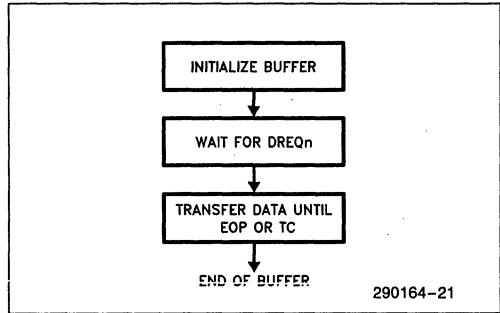 INITIALIZE BUFFER
WAIT FOR DREQn
TRANSFER DATA UNTIL
EOP OR TC
END OF BUFFER
290164-21